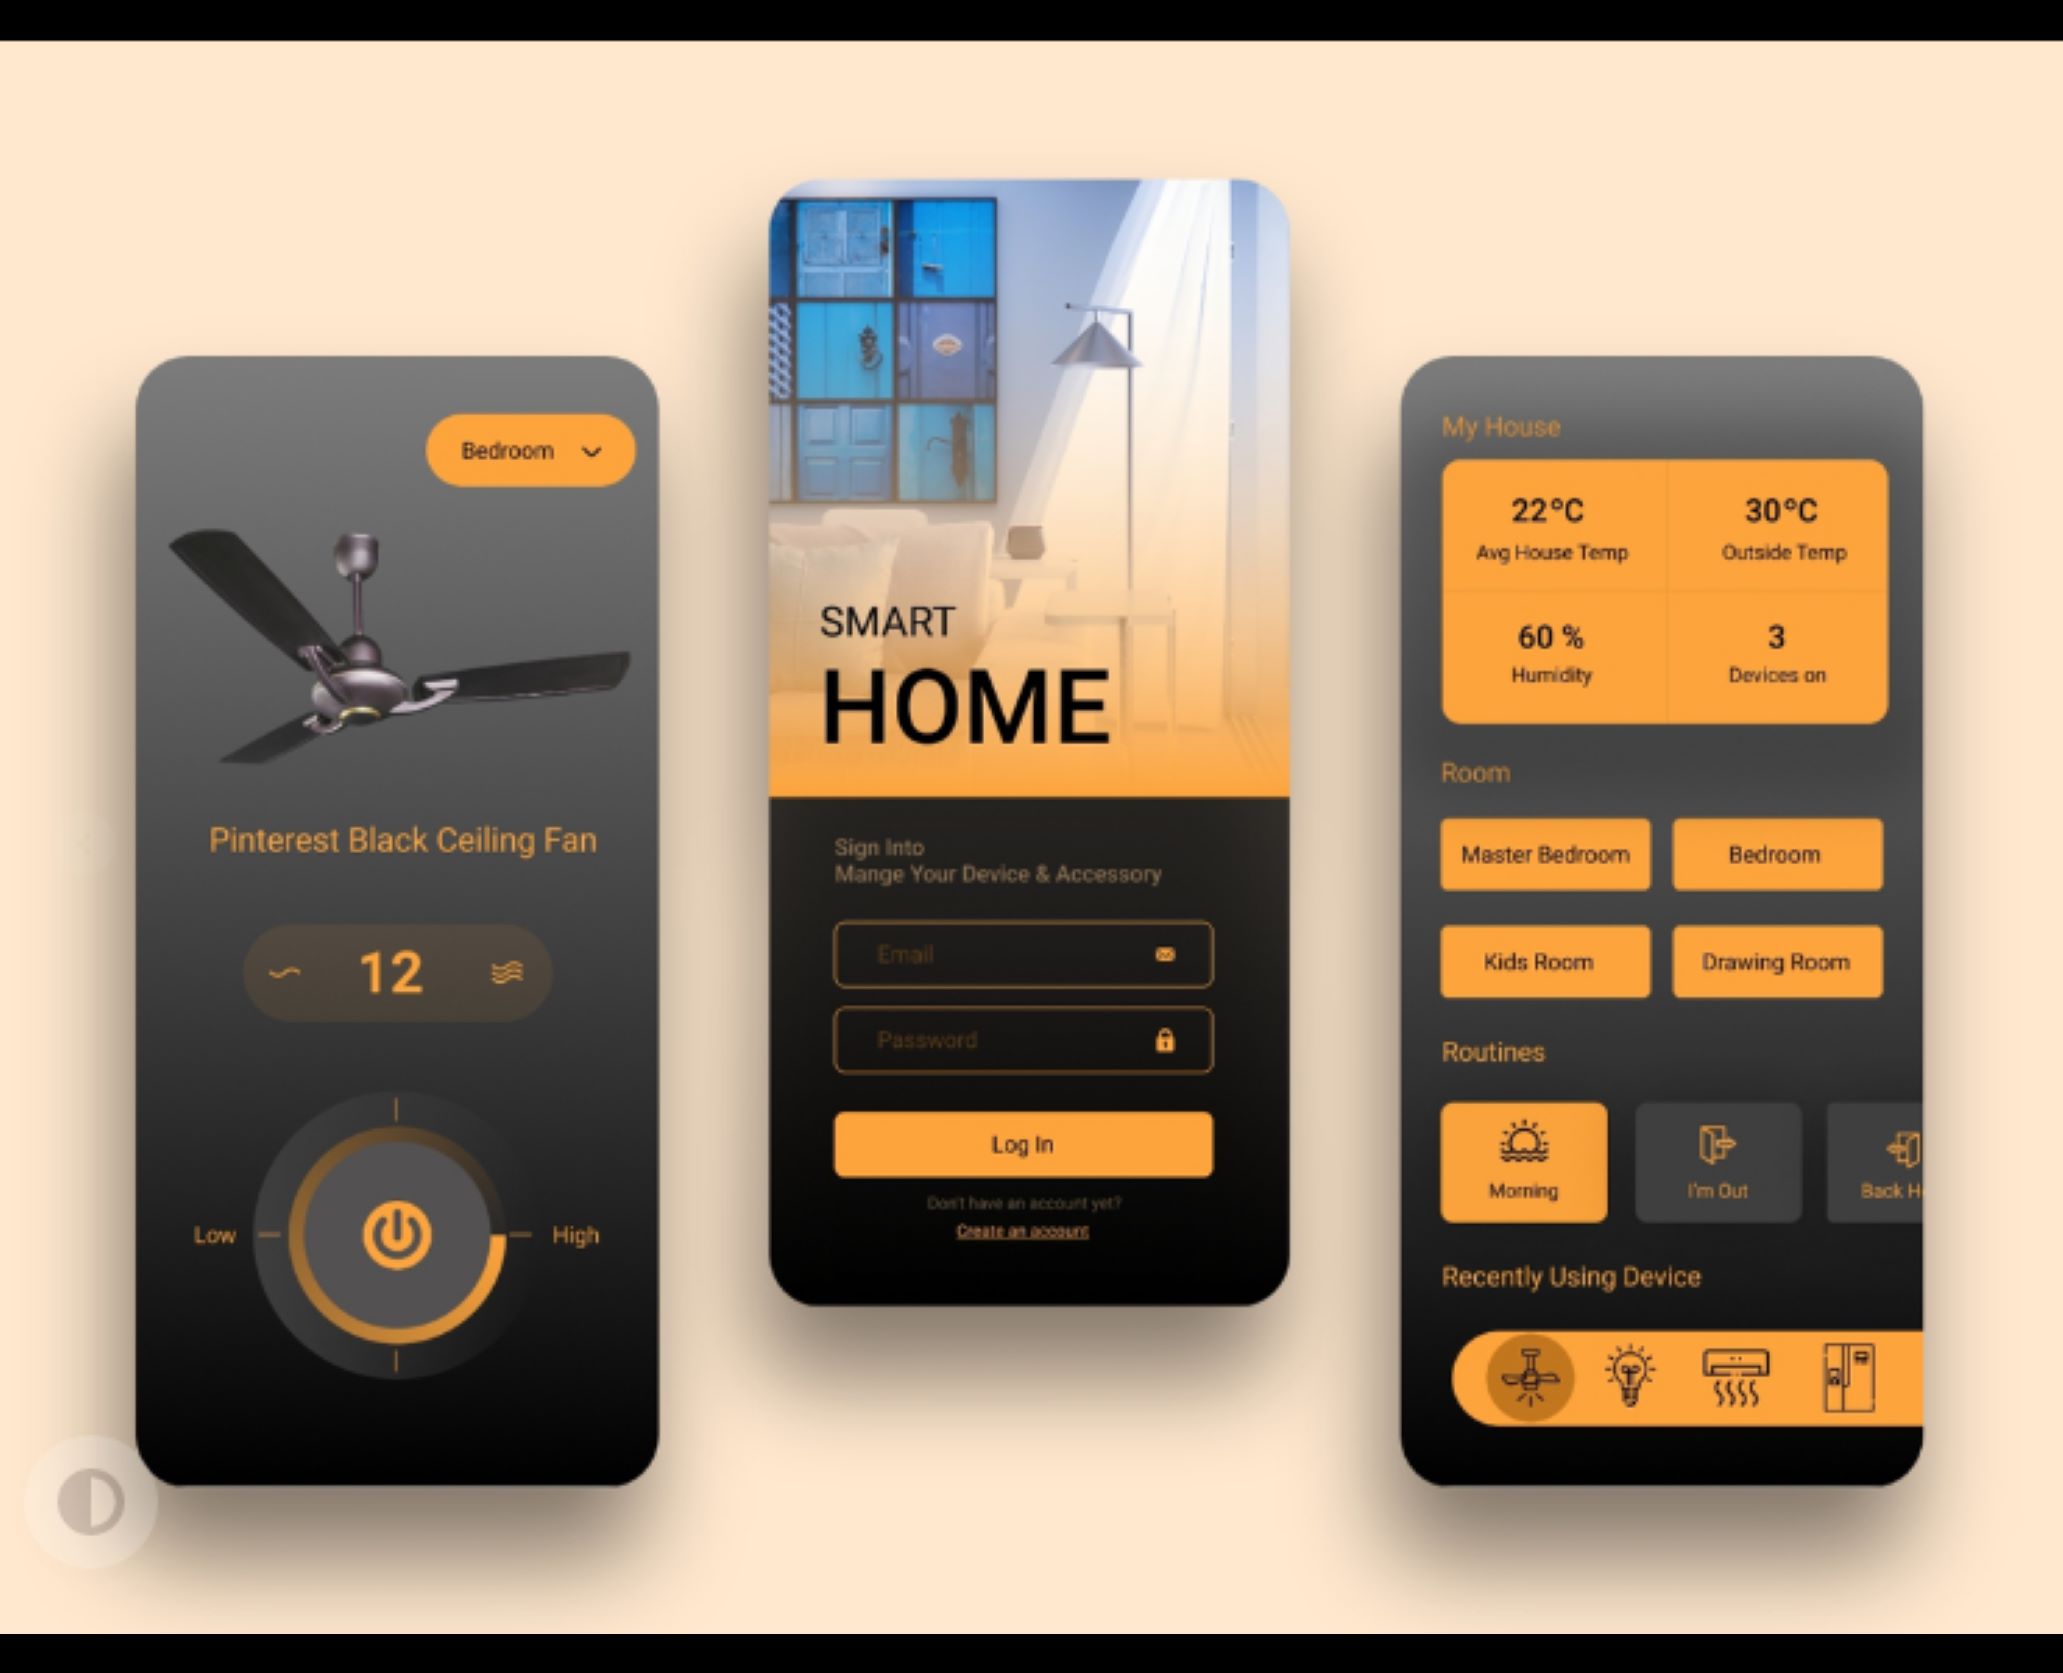 Bedroom
Pinterest Black Ceiling Fan
12
Low
High
SMART
HOME
Sign Into
Mange Your Device & Accessory
Email
Password
Log In
Don't have an account yet?
Create an account
My House
22°C
Avg House Temp
30°C
Outside Temp
60 %
Humidity
3
Devices on
Room
Master Bedroom
Bedroom
Kids Room
Drawing Room
Routines
Morning
I'm Out
Back H
Recently Using Device